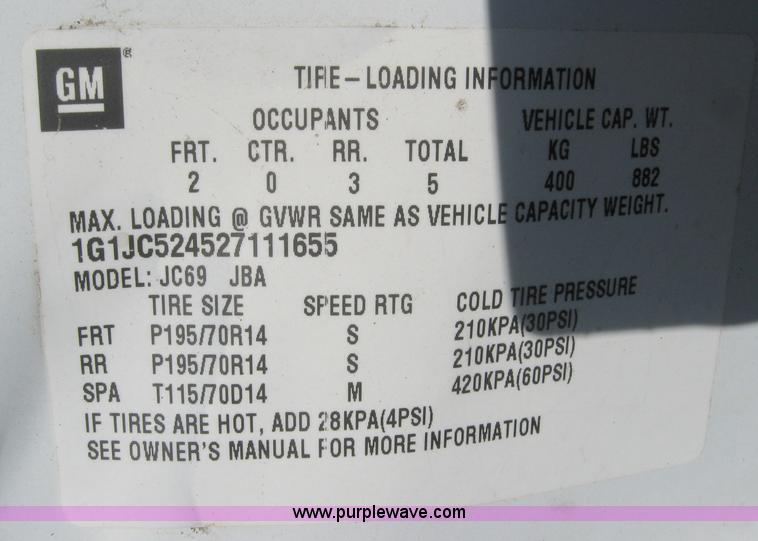 GM®
TIRE-LOADING INFORMATION
OCCUPANTS VEHICLE CAP. WT.
FRT. CTR. RR. TOTAL KG LBS
2 0 3 5 400 882
MAX. LOADING @ GVWR SAME AS VEHICLE CAPACITY WEIGHT.
1G1JC524527111655
MODEL: JC69 JBA
TIRE SIZE SPEED RTG COLD TIRE PRESSURE
FRT P195/70R14 S 210KPA(30PSI)
RR P195/70R14 S 210KPA(30PSI)
SPA T115/70D14 M 420KPA(60PSI)
IF TIRES ARE HOT, ADD 28KPA(4PSI)
SEE OWNER'S MANUAL FOR MORE INFORMATION
www.purplewave.com